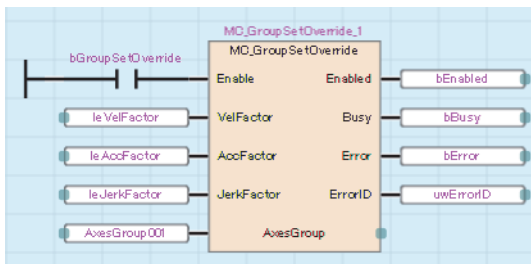 MC_GroupSetOverride_1
MC_GroupSetOverride
bGroupSetOverride
Enable Enabled bEnabled
leVelFactor VelFactor Busy bBusy
leAccFactor AccFactor Error bError
leJerkFactor JerkFactor ErrorID uwErrorID
AxesGroup001 AxesGroup